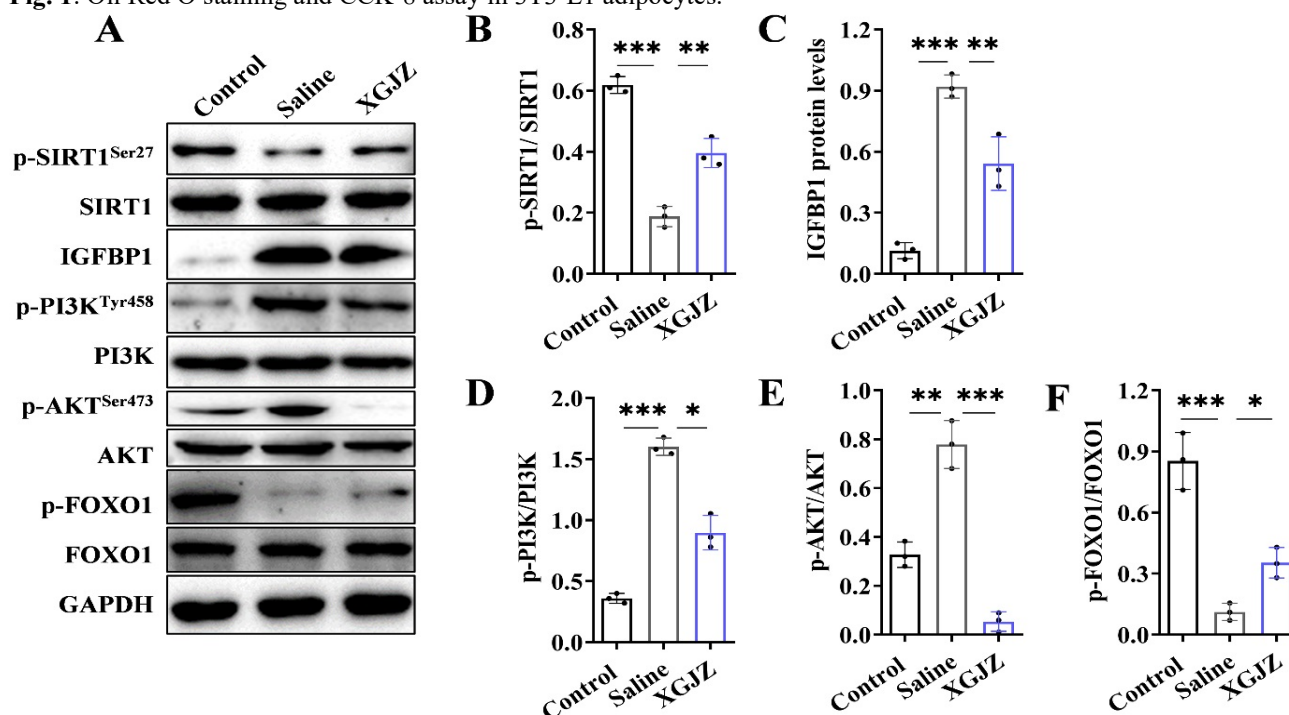 Fig. 1. Oil Red O staining and CCK-8 assay in 3T3-L1 adipocytes.
A
Control Saline XGJZ
p-SIRT1Ser27
SIRT1
IGFBP1
p-PI3KTyr458
PI3K
p-AKTSer473
AKT
p-FOXO1
FOXO1
GAPDH
B
p-SIRT1/ SIRT1
0.8
0.6
0.4
0.2
0.0
*** **
Control Saline XGJZ
C
IGFBP1 protein levels
1.2
0.9
0.6
0.3
0.0
*** **
Control Saline XGJZ
D
p-PI3K/PI3K
2.0
1.5
1.0
0.5
0.0
*** *
Control Saline XGJZ
E
p-AKT/AKT
1.0
0.8
0.6
0.4
0.2
0.0
** ***
Control Saline XGJZ
F
p-FOXO1/FOXO1
1.2
0.9
0.6
0.3
0.0
*** *
Control Saline XGJZ